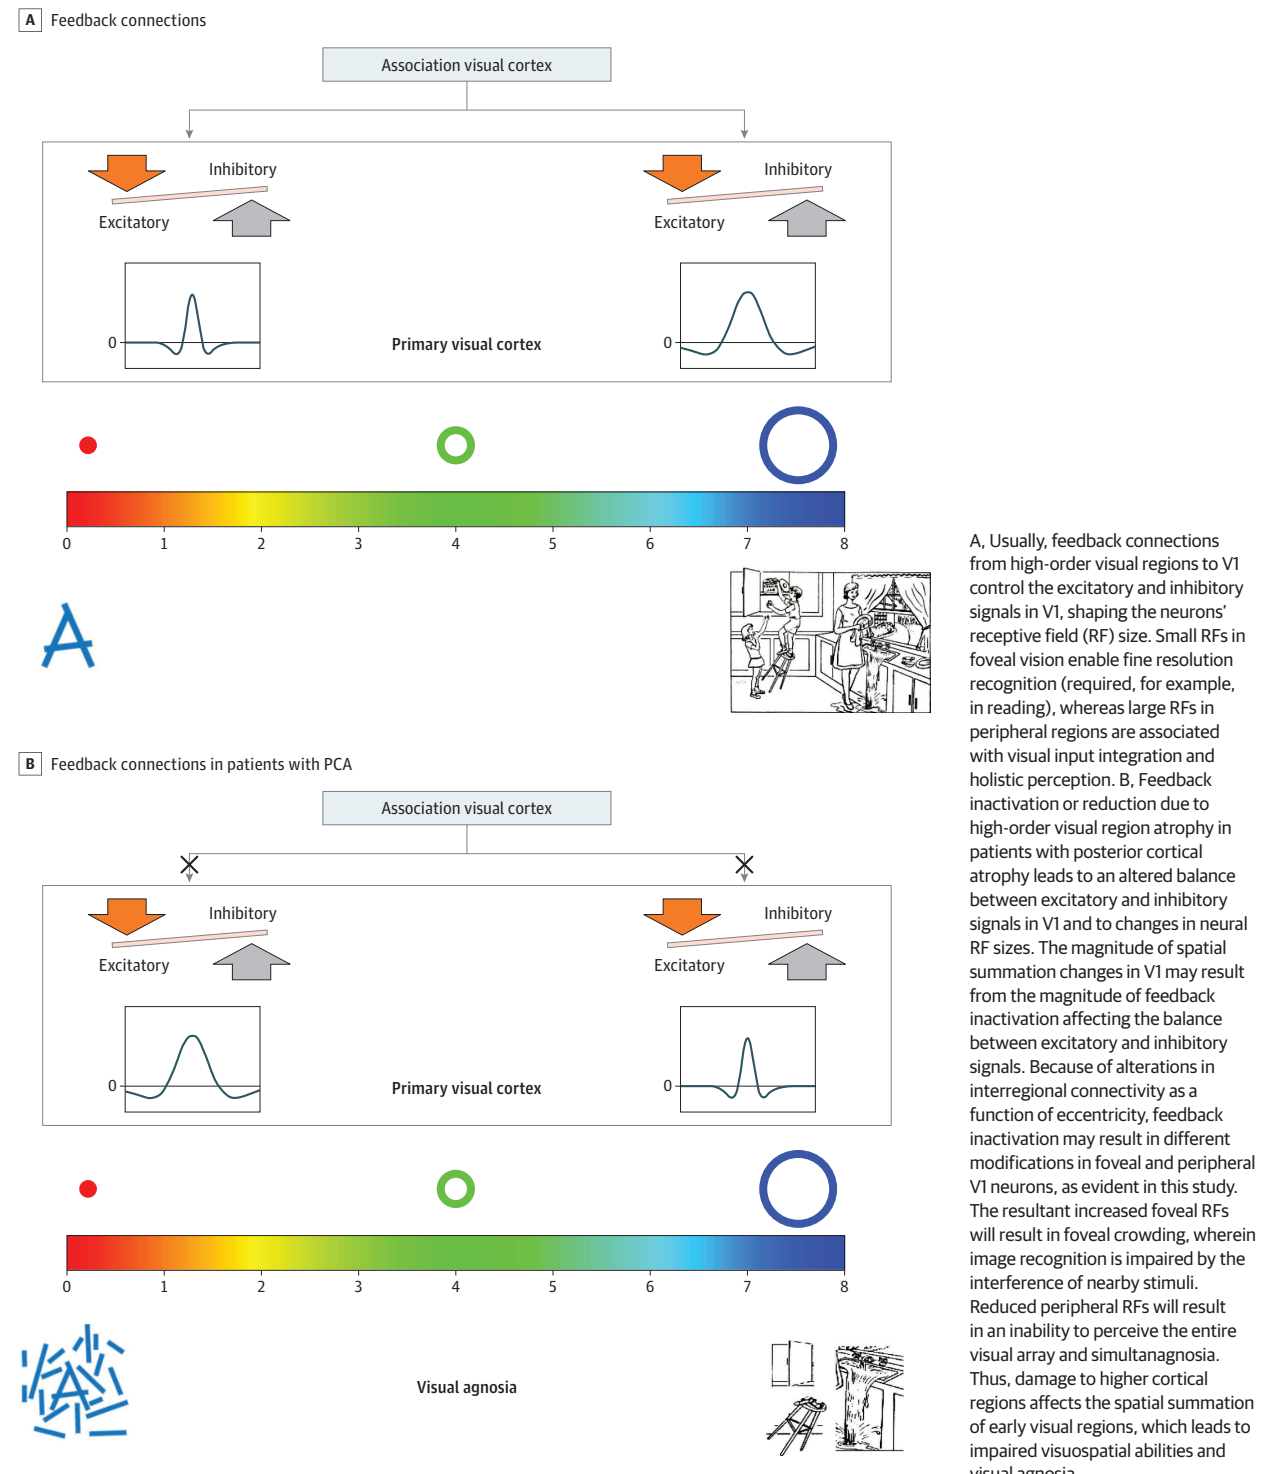 A Feedback connections
Association visual cortex
Inhibitory
Excitatory
Inhibitory
Excitatory
0
0
Primary visual cortex
0 1 2 3 4 5 6 7 8
A
B Feedback connections in patients with PCA
Association visual cortex
Inhibitory
Excitatory
Inhibitory
Excitatory
0
0
Primary visual cortex
0 1 2 3 4 5 6 7 8
A
Visual agnosia
A, Usually, feedback connections
from high-order visual regions to V1
control the excitatory and inhibitory
signals in V1, shaping the neurons'
receptive field (RF) size. Small RFs in
foveal vision enable fine resolution
recognition (required, for example,
in reading), whereas large RFs in
peripheral regions are associated
with visual input integration and
holistic perception. B, Feedback
inactivation or reduction due to
high-order visual region atrophy in
patients with posterior cortical
atrophy leads to an altered balance
between excitatory and inhibitory
signals in V1 and to changes in neural
RF sizes. The magnitude of spatial
summation changes in V1 may result
from the magnitude of feedback
inactivation affecting the balance
between excitatory and inhibitory
signals. Because of alterations in
interregional connectivity as a
function of eccentricity, feedback
inactivation may result in different
modifications in foveal and peripheral
V1 neurons, as evident in this study.
The resultant increased foveal RFs
will result in foveal crowding, wherein
image recognition is impaired by the
interference of nearby stimuli.
Reduced peripheral RFs will result
in an inability to perceive the entire
visual array and simultanagnosia.
Thus, damage to higher cortical
regions affects the spatial summation
of early visual regions, which leads to
impaired visuospatial abilities and
visual agnosia